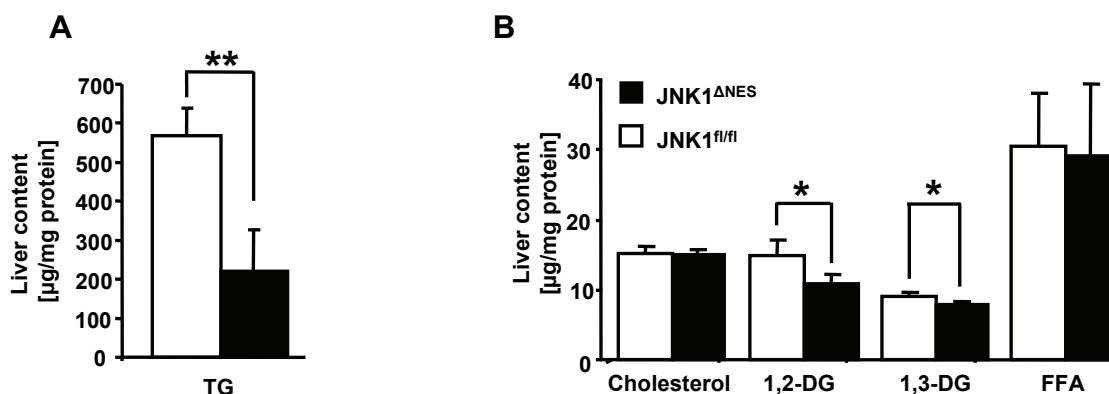 A
Liver content
[µg/mg protein]
700
600
500
400
300
200
100
0
**
TG
B
Liver content
[µg/mg protein]
40
30
20
10
0
JNK1ΔNES
JNK1fl/fl
*
*
Cholesterol 1,2-DG 1,3-DG FFA